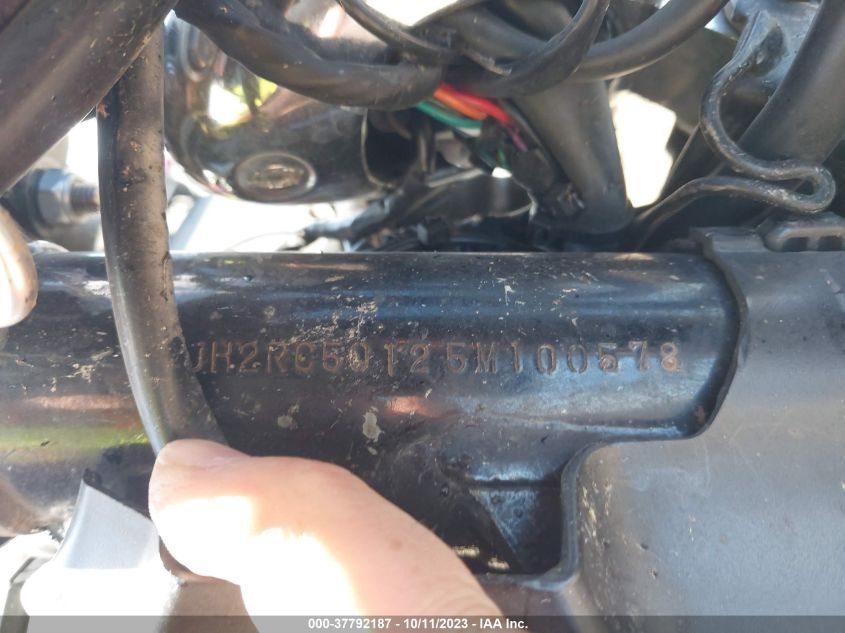 JH2RC50125M100578
000-37792187 - 10/11/2023 - IAA Inc.